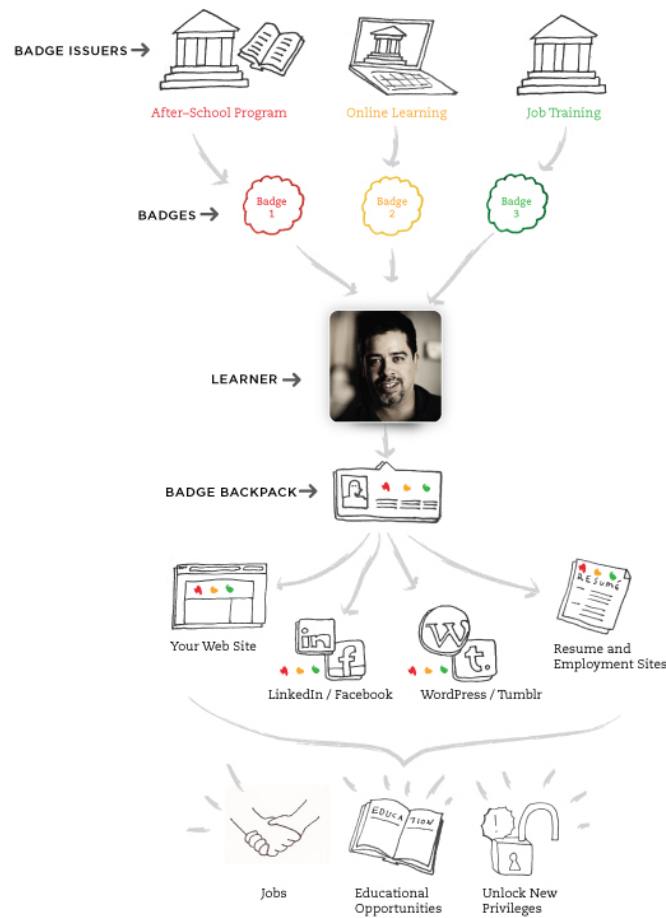 BADGE ISSUERS
After–School Program
Online Learning
Job Training
BADGES
Badge
1
Badge
2
Badge
3
LEARNER
BADGE BACKPACK
RESUMÉ
Your Web Site
in
f
LinkedIn / Facebook
W
t.
WordPress / Tumblr
Resume and
Employment Sites
EDUCATION
!
Jobs
Educational
Opportunities
Unlock New
Privileges